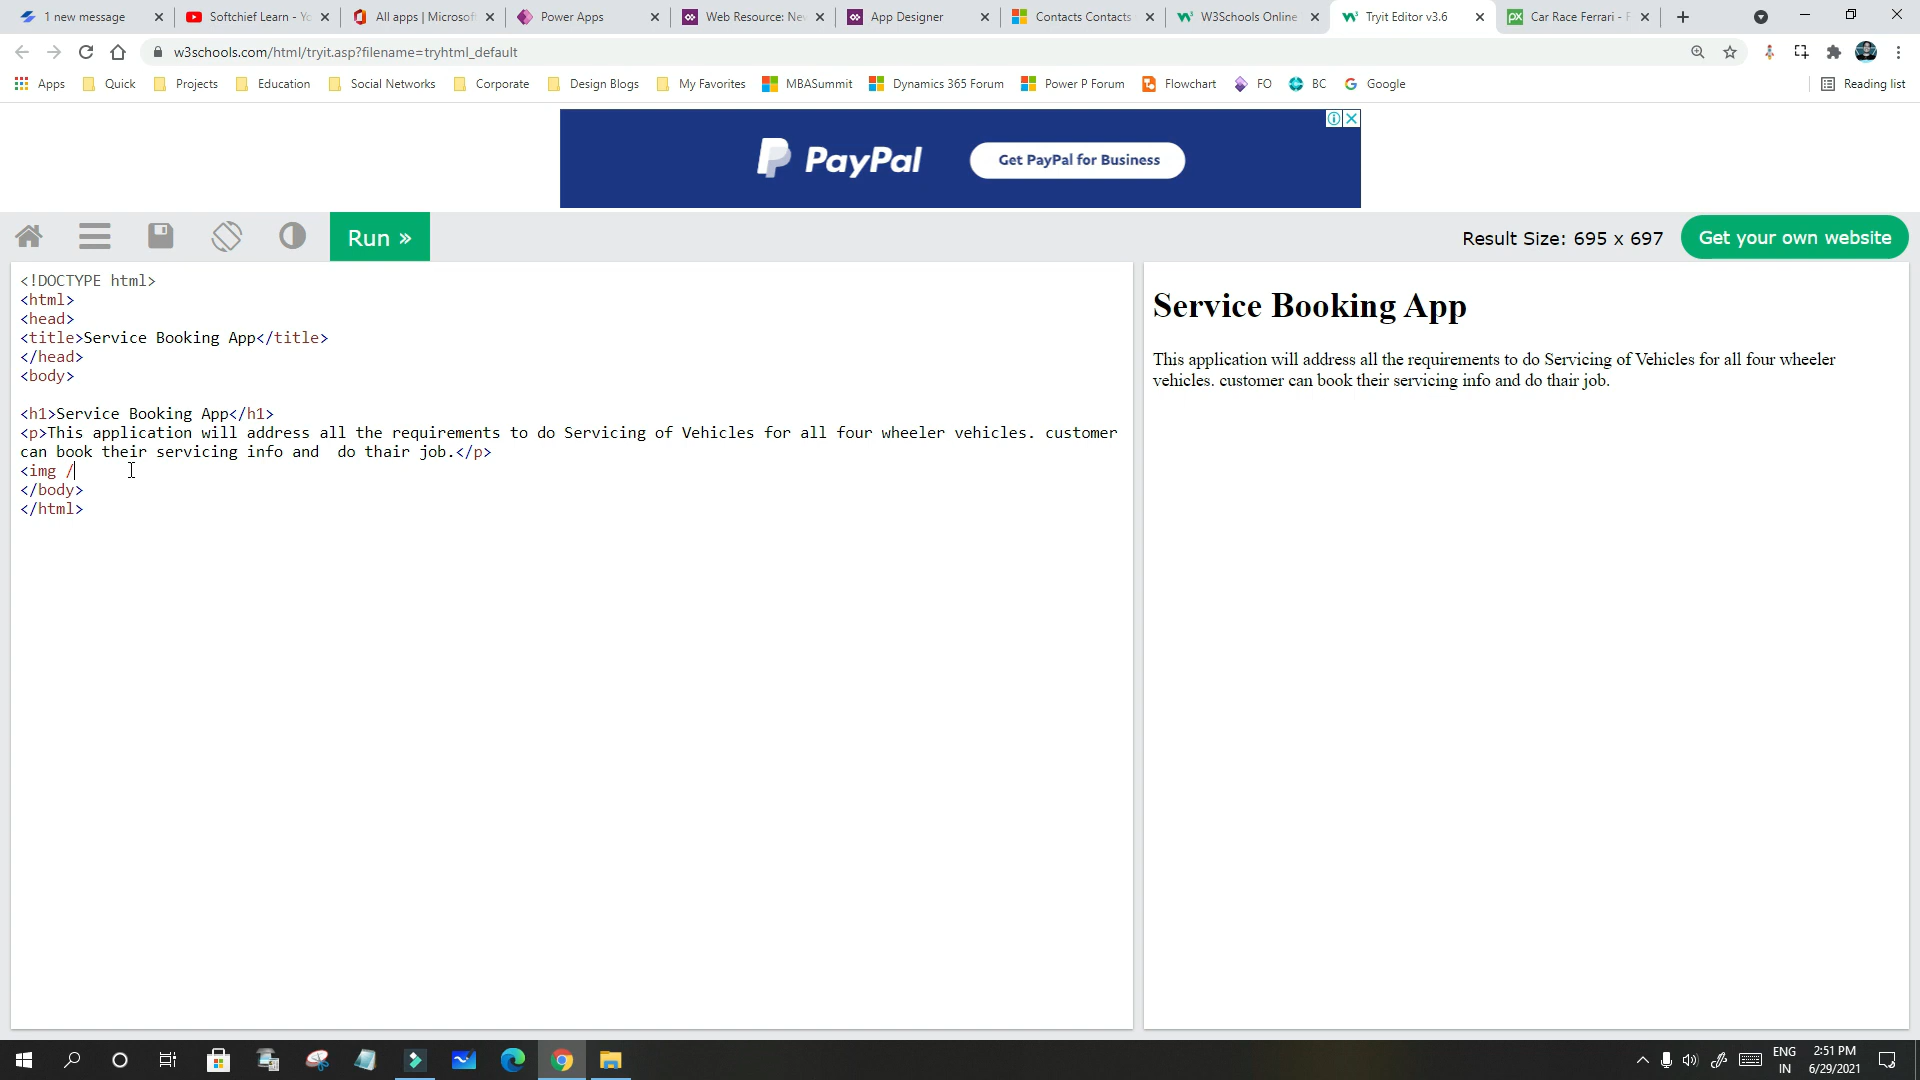 1 new message
Softchief Learn - Yo
All apps | Microsof
Power Apps
Web Resource: Ne
App Designer
Contacts Contacts
W3Schools Online
Tryit Editor v3.6
Car Race Ferrari - F
w3schools.com/html/tryit.asp?filename=tryhtml_default
Apps
Quick
Projects
Education
Social Networks
Corporate
Design Blogs
My Favorites
MBASummit
Dynamics 365 Forum
Power P Forum
Flowchart
FO
BC
Google
Reading list
PayPal
Get PayPal for Business
Run »
Result Size: 695 x 697
Get your own website
<!DOCTYPE html>
<html>
<head>
<title>Service Booking App</title>
</head>
<body>
<h1>Service Booking App</h1>
<p>This application will address all the requirements to do Servicing of Vehicles for all four wheeler vehicles. customer
can book their servicing info and  do thair job.</p>
<img /
</body>
</html>
Service Booking App
This application will address all the requirements to do Servicing of Vehicles for all four wheeler
vehicles. customer can book their servicing info and do thair job.
ENG
IN
2:51 PM
6/29/2021